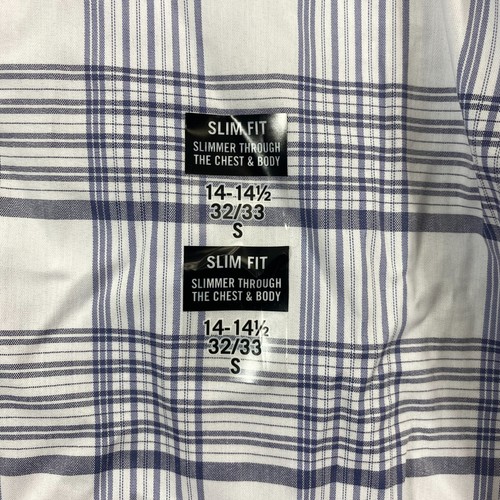 SLIM FIT
SLIMMER THROUGH
THE CHEST & BODY
14-14½
32/33
S
SLIM FIT
SLIMMER THROUGH
THE CHEST & BODY
14-14½
32/33
S